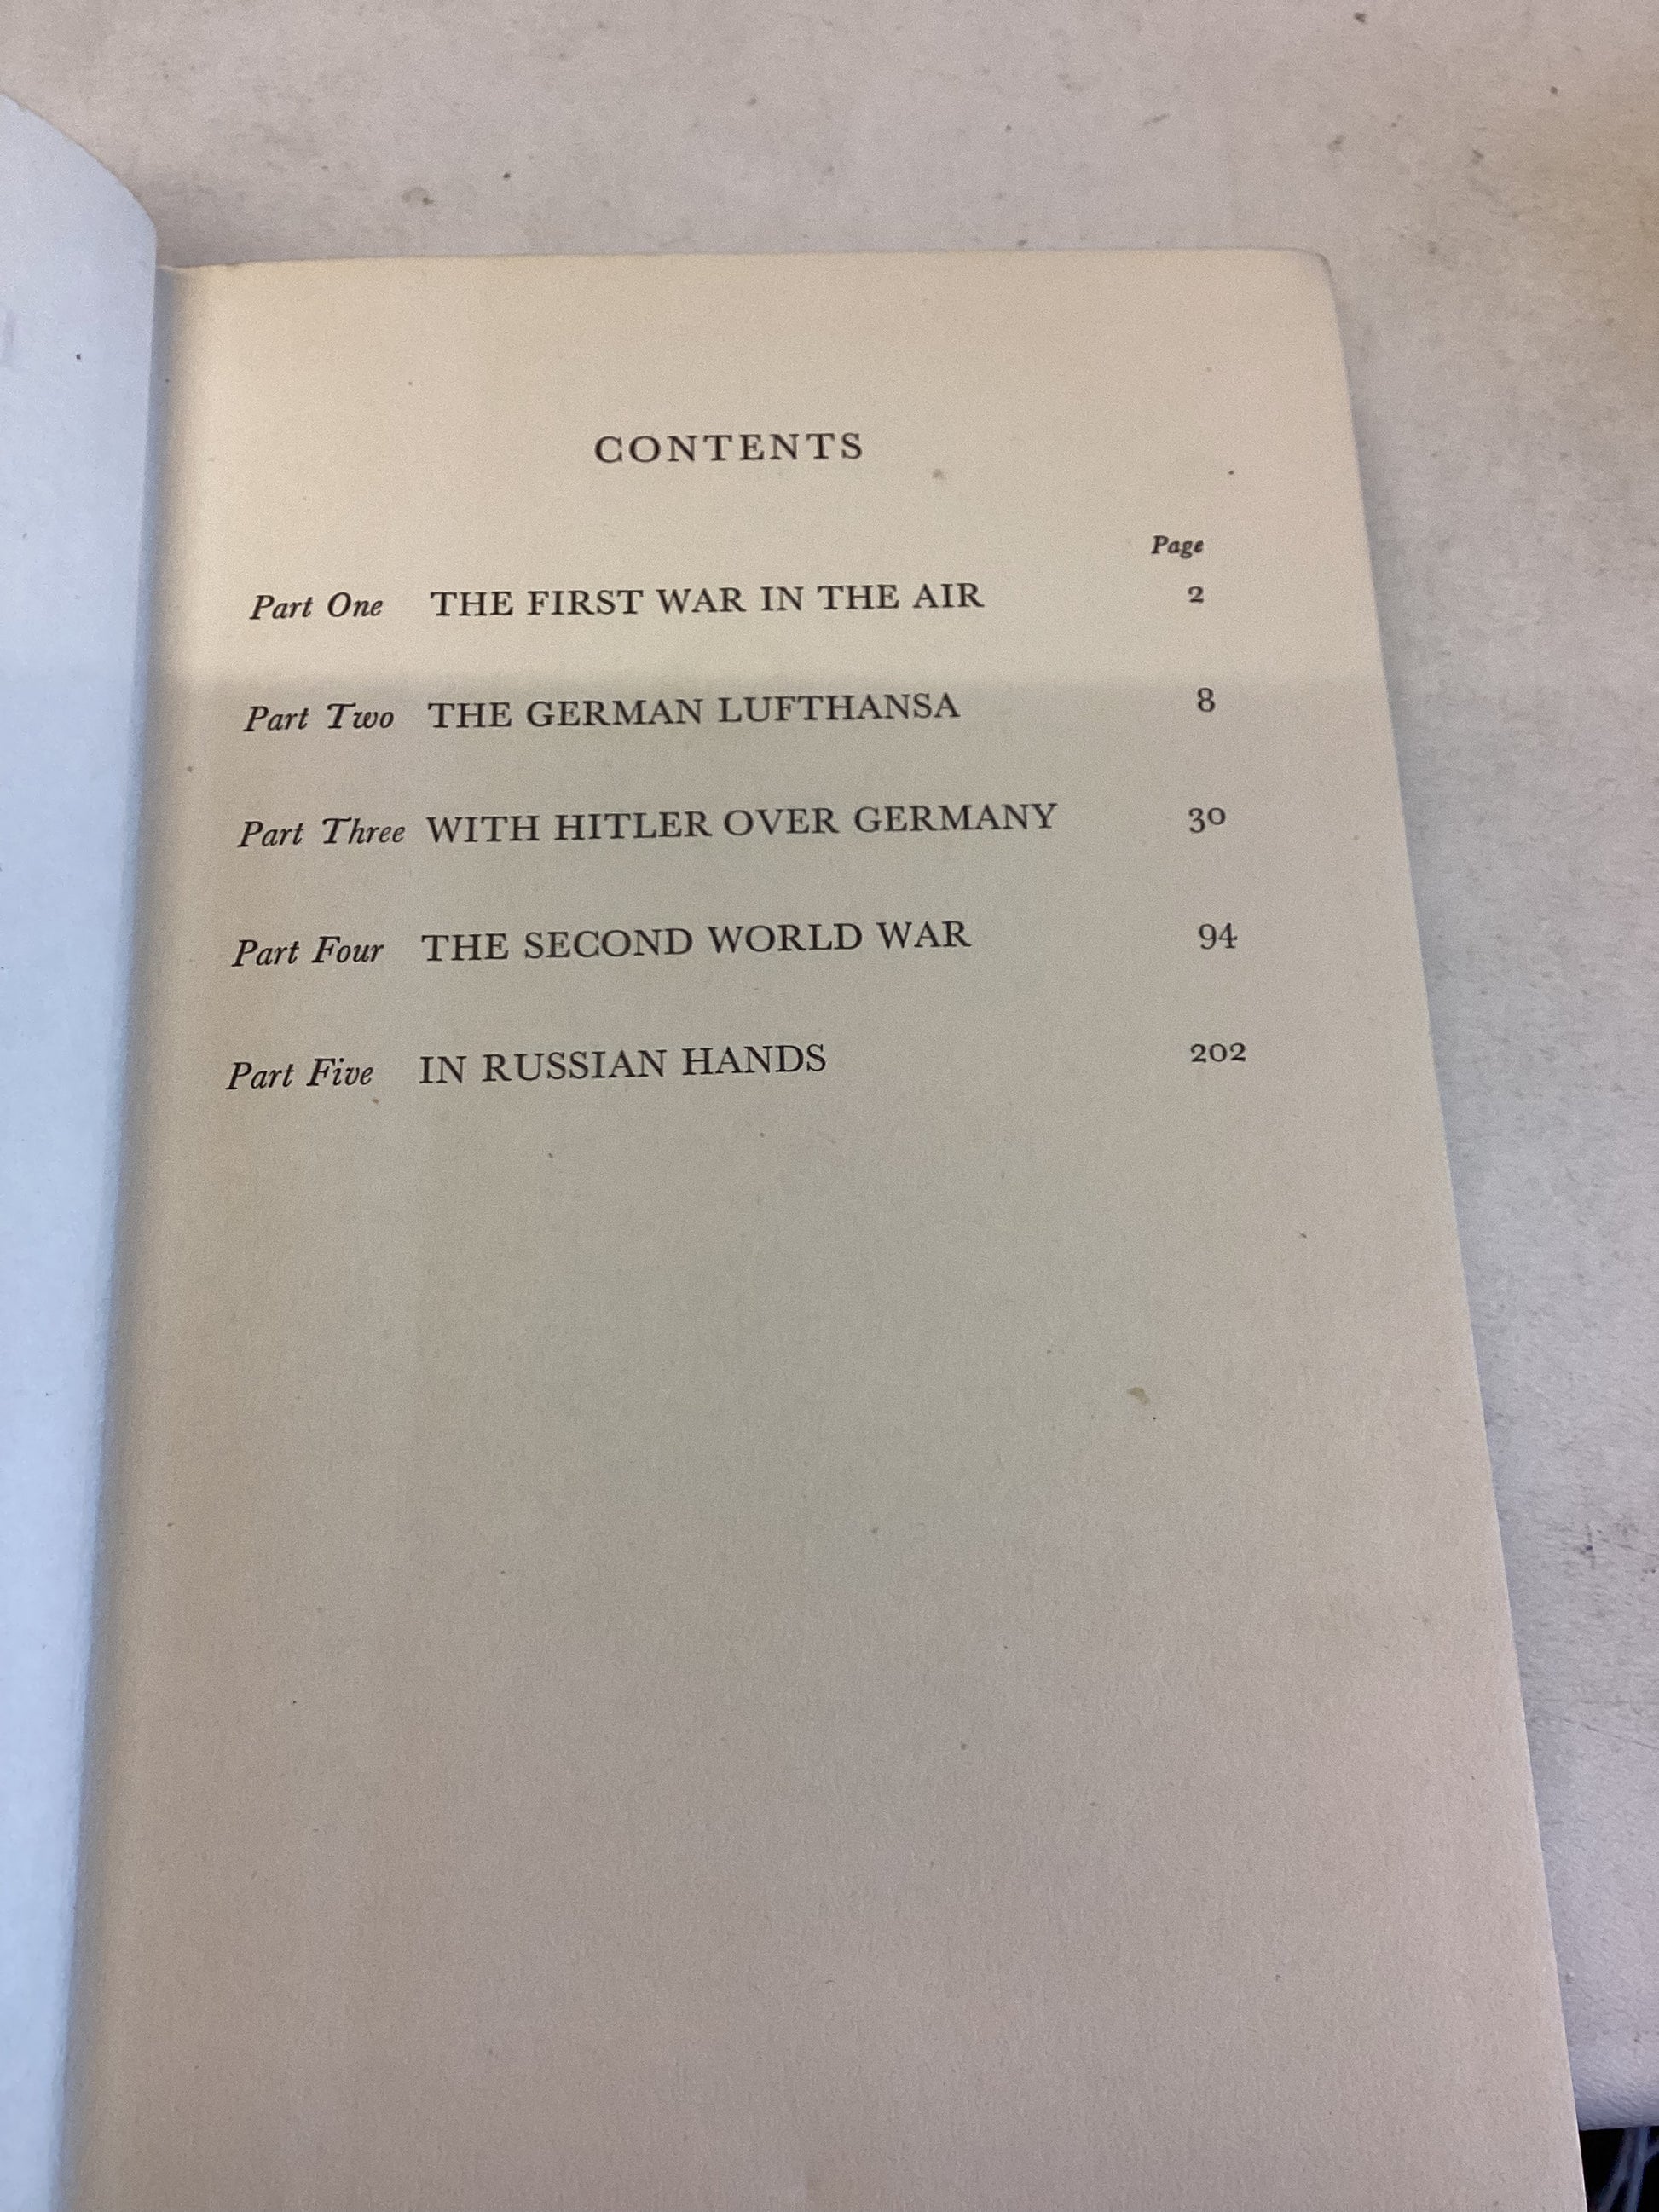 CONTENTS
Page
Part One THE FIRST WAR IN THE AIR 2
Part Two THE GERMAN LUFTHANSA 8
Part Three WITH HITLER OVER GERMANY 30
Part Four THE SECOND WORLD WAR 94
Part Five IN RUSSIAN HANDS 202